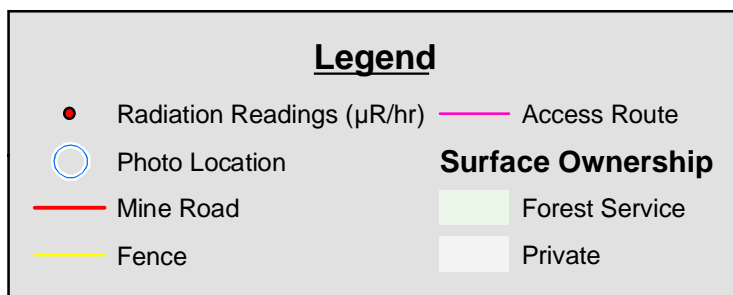 Legend
Radiation Readings (µR/hr)
Photo Location
Mine Road
Fence
Access Route
Surface Ownership
Forest Service
Private